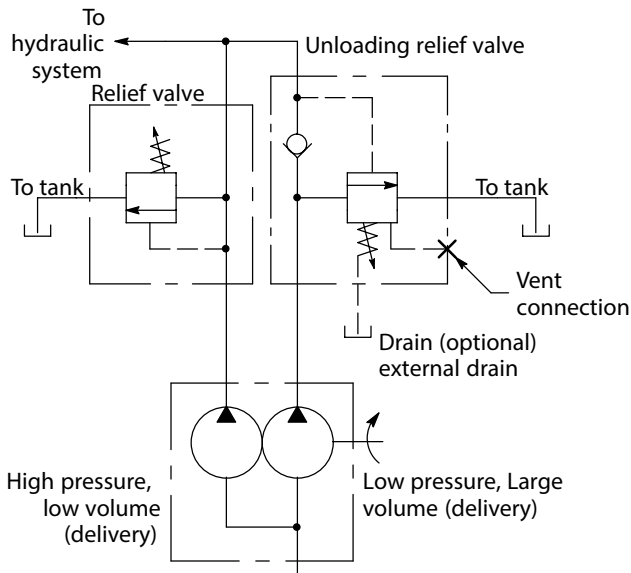 To
hydraulic
system
Unloading relief valve
Relief valve
To tank
To tank
Vent
connection
Drain (optional)
external drain
High pressure,
low volume
(delivery)
Low pressure, Large
volume (delivery)